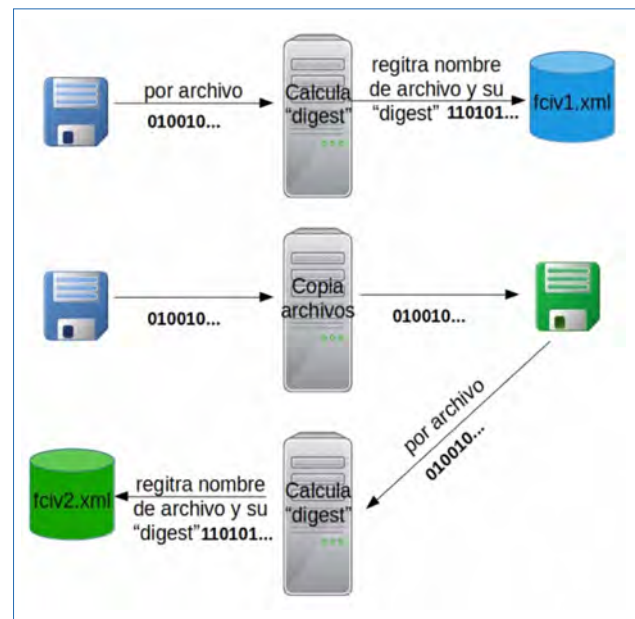 por archivo
010010...
Calcula
“digest”
regitra nombre
de archivo y su
“digest” 110101...
fciv1.xml
010010...
Copia
archivos
010010...
por archivo
010010...
Calcula
“digest”
regitra nombre
de archivo y su
“digest”110101...
fciv2.xml